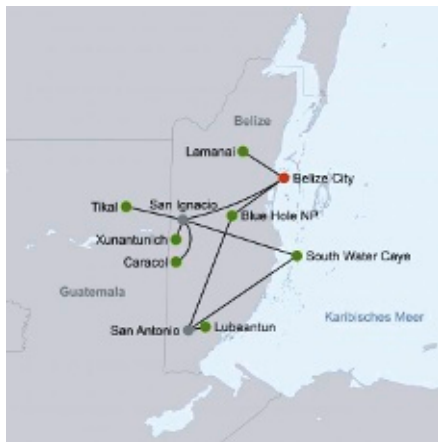 Belize
Lamanai
Belize City
Tikal
San Ignacio
Blue Hole NP
Xunantunich
Caracol
South Water Caye
Guatemala
Karibisches Meer
San Antonio
Lubaantun